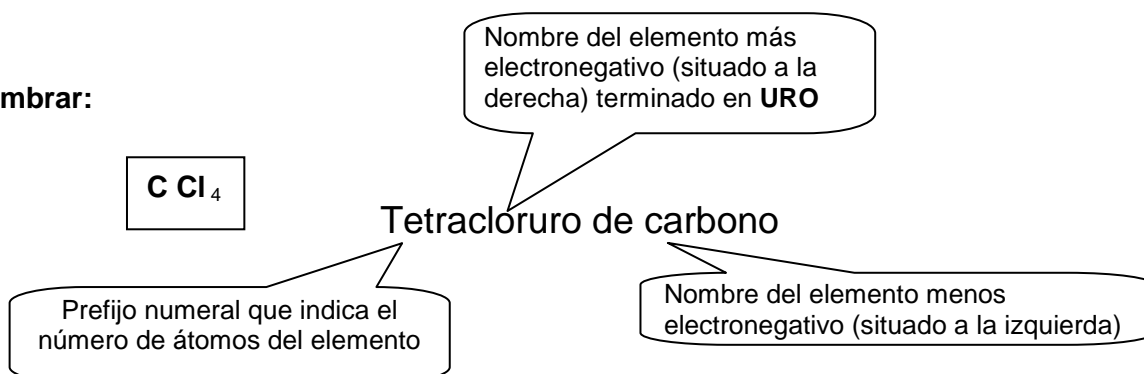 Nombre del elemento más
electronegativo (situado a la
derecha) terminado en URO
mbrar:
C Cl 4
Tetracloruro de carbono
Prefijo numeral que indica el
número de átomos del elemento
Nombre del elemento menos
electronegativo (situado a la izquierda)